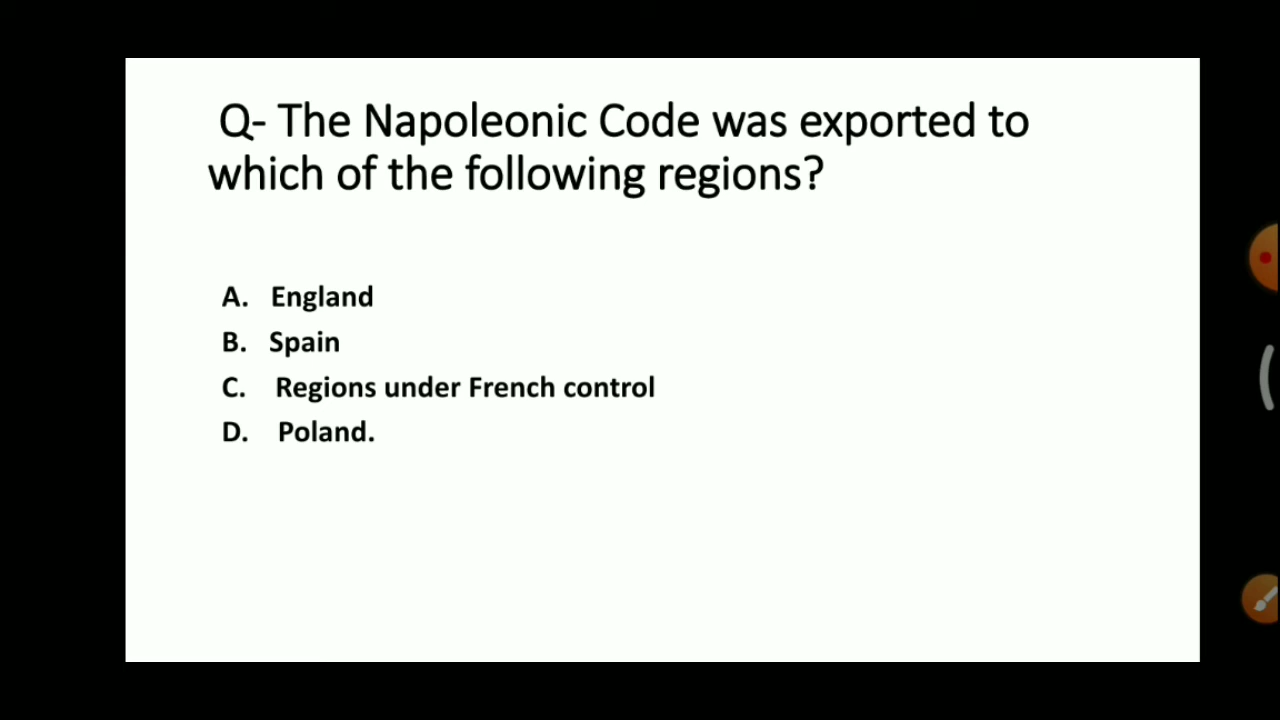 Q- The Napoleonic Code was exported to
which of the following regions?
A. England
B. Spain
C. Regions under French control
D. Poland.